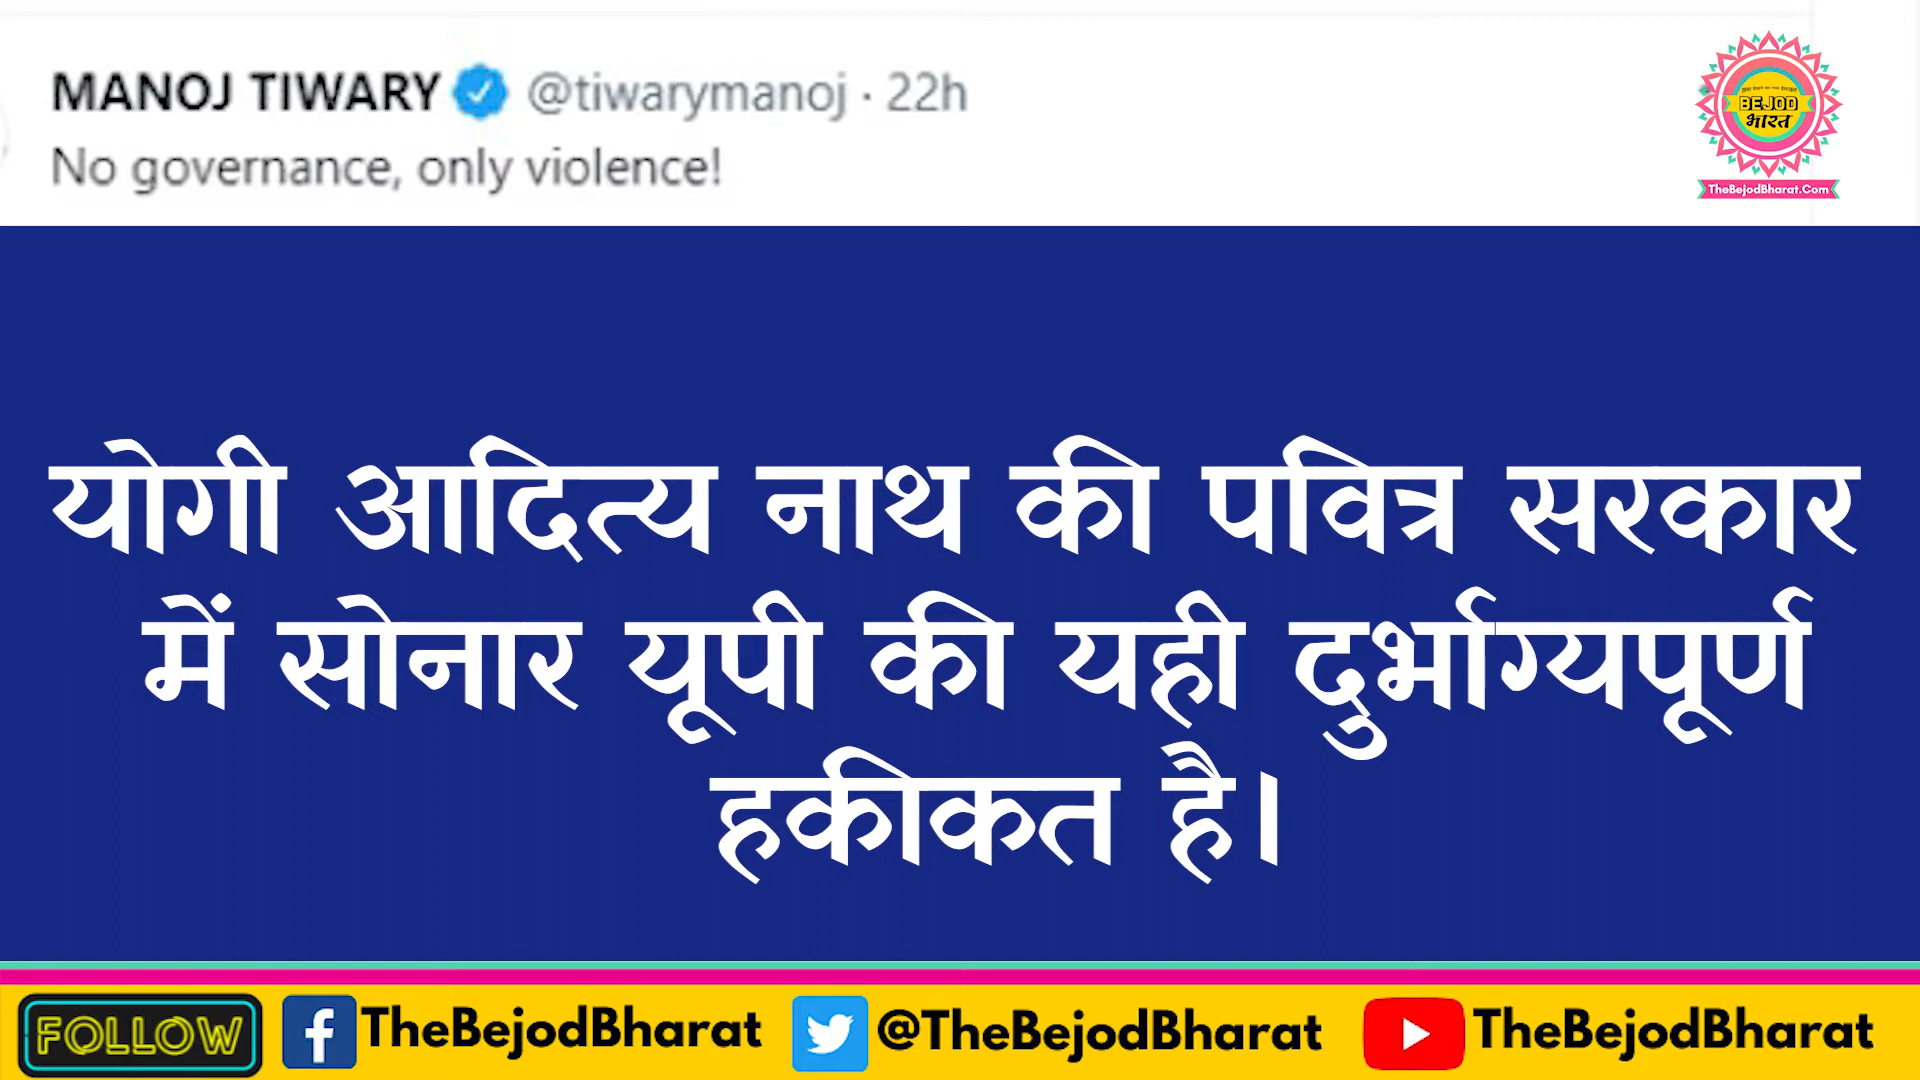 MANOJ TIWARY @tiwarymanoj · 22h
No governance, only violence!
BEJOD
भारत
TheBejodBharat.Com
योगी आदित्य नाथ की पवित्र सरकार
में सोनार यूपी की यही दुर्भाग्यपूर्ण
हकीकत है।
FOLLOW TheBejodBharat @TheBejodBharat TheBejodBharat